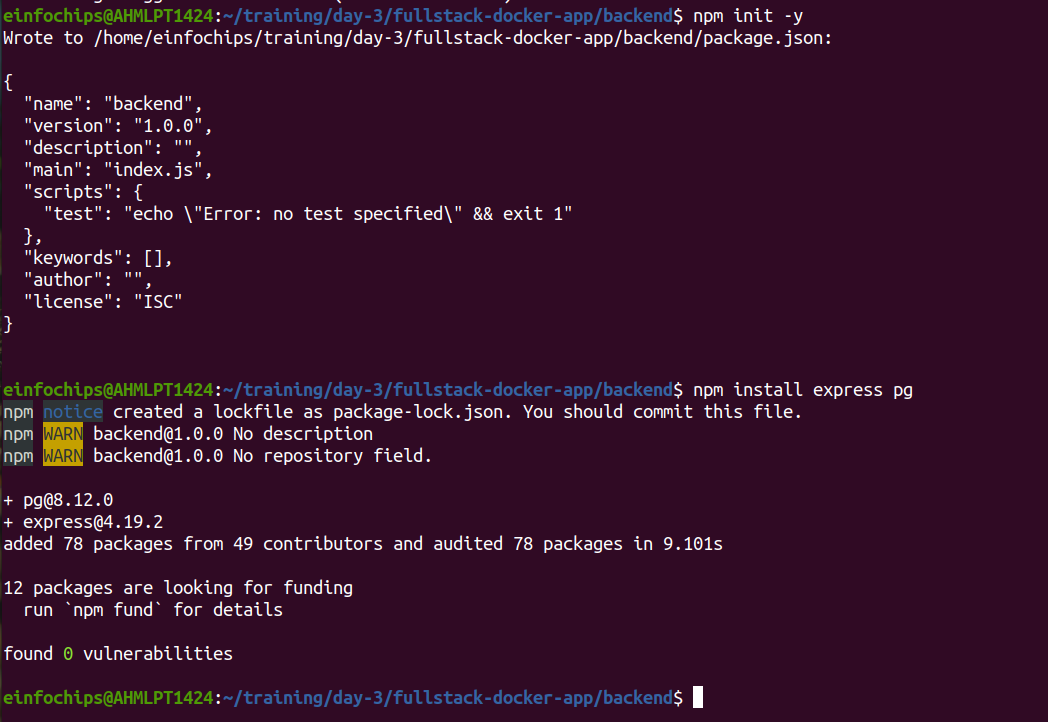 einfochips@AHMLPT1424:~/training/day-3/fullstack-docker-app/backend$ npm init -y
Wrote to /home/einfochips/training/day-3/fullstack-docker-app/backend/package.json:
{
  "name": "backend",
  "version": "1.0.0",
  "description": "",
  "main": "index.js",
  "scripts": {
    "test": "echo \"Error: no test specified\" && exit 1"
  },
  "keywords": [],
  "author": "",
  "license": "ISC"
}
einfochips@AHMLPT1424:~/training/day-3/fullstack-docker-app/backend$ npm install express pg
npm notice created a lockfile as package-lock.json. You should commit this file.
npm WARN backend@1.0.0 No description
npm WARN backend@1.0.0 No repository field.
+ pg@8.12.0
+ express@4.19.2
added 78 packages from 49 contributors and audited 78 packages in 9.101s
12 packages are looking for funding
  run `npm fund` for details
found 0 vulnerabilities
einfochips@AHMLPT1424:~/training/day-3/fullstack-docker-app/backend$